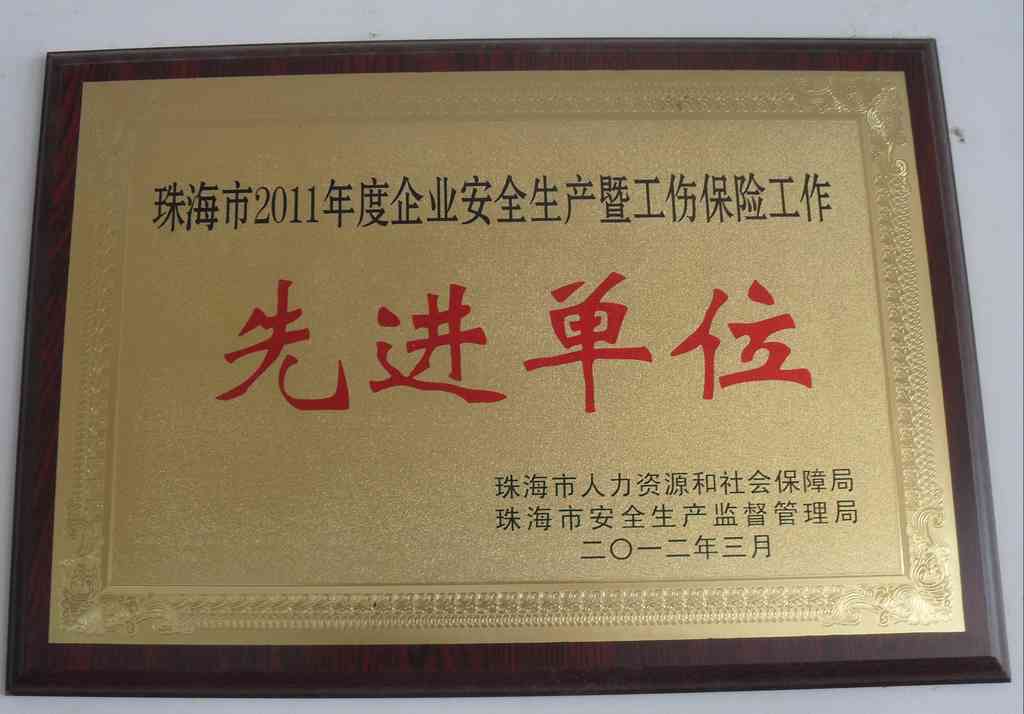 珠海市2011年度企业安全生产暨工伤保险工作
先进单位
珠海市人力资源和社会保障局
珠海市安全生产监督管理局
二〇一二年三月